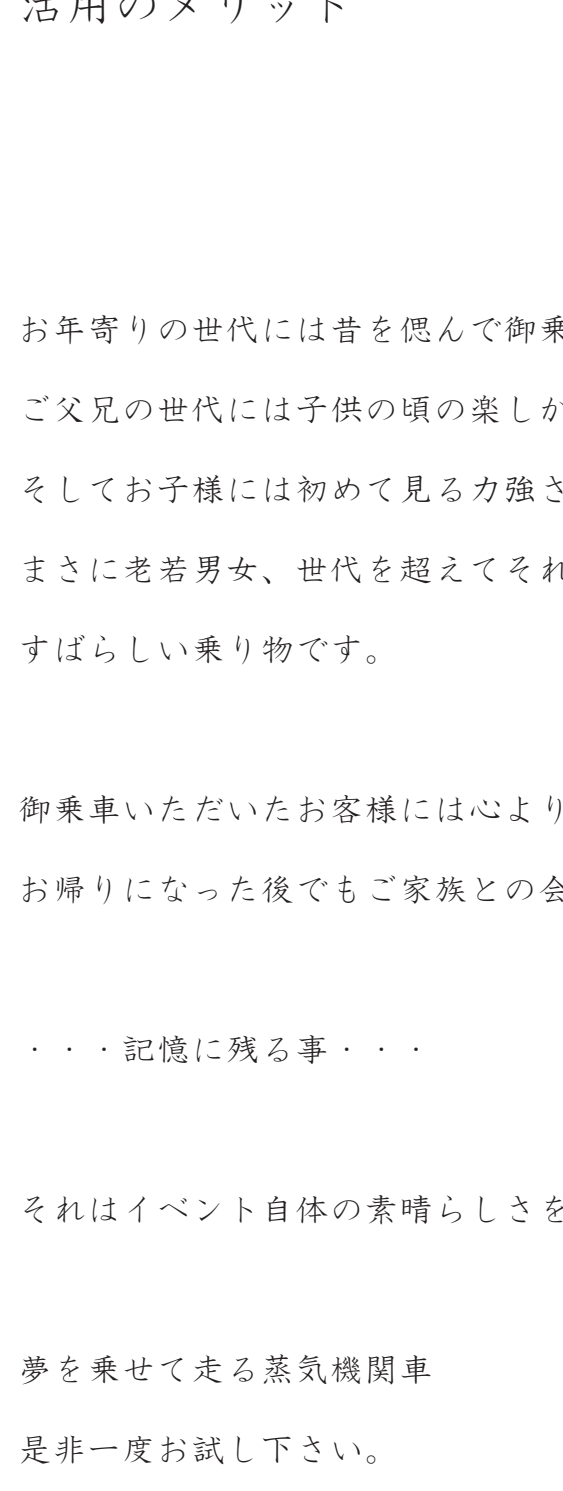 活用のメリット
お年寄りの世代には昔を偲んで御乗
ご父兄の世代には子供の頃の楽しか
そしてお子様には初めて見る力強さ
まさに老若男女、世代を超えてそれ
すばらしい乗り物です。
御乗車いただいたお客様には心より
お帰りになった後でもご家族との会
・・・記憶に残る事・・・
それはイベント自体の素晴らしさを
夢を乗せて走る蒸気機関車
是非一度お試し下さい。